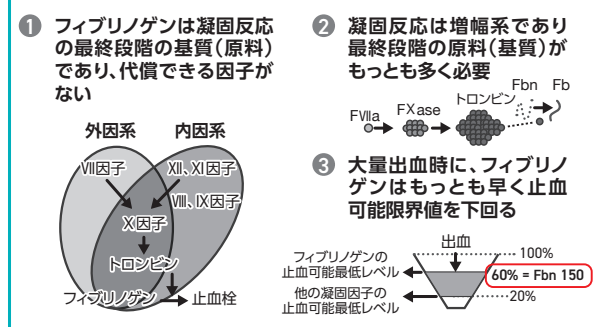 ❶ フィブリノゲンは凝固反応
の最終段階の基質（原料）
であり、代償できる因子が
ない
外因系 内因系
Ⅶ因子 Ⅻ、Ⅺ因子
Ⅷ、Ⅸ因子
Ⅹ因子
トロンビン
フィブリノゲン 止血栓
❷ 凝固反応は増幅系であり
最終段階の原料（基質）が
もっとも多く必要
Fbn Fb
トロンビン
FⅦa FⅩase
❸ 大量出血時に、フィブリノ
ゲンはもっとも早く止血
可能限界値を下回る
出血
フィブリノゲンの
止血可能最低レベル
100%
60% = Fbn 150
他の凝固因子の
止血可能最低レベル
20%